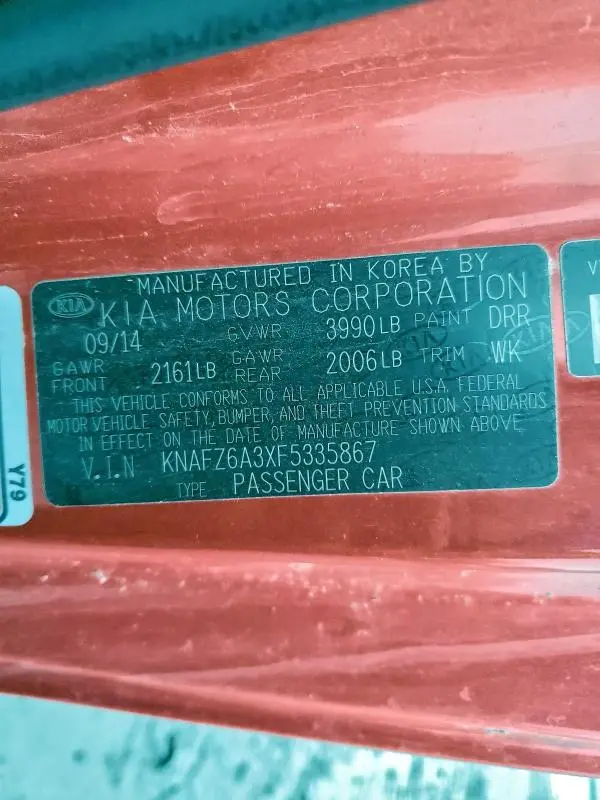 MANUFACTURED IN KOREA BY
KIA KIA MOTORS CORPORATION
09/14 GVWR 3990LB PAINT DRR
GAWR FRONT 2161LB GAWR REAR 2006LB TRIM WK
THIS VEHICLE CONFORMS TO ALL APPLICABLE U.S.A. FEDERAL
MOTOR VEHICLE SAFETY, BUMPER, AND THEFT PREVENTION STANDARDS
IN EFFECT ON THE DATE OF MANUFACTURE SHOWN ABOVE.
V.I.N KNAFZ6A3XF5335867
TYPE PASSENGER CAR
Y79